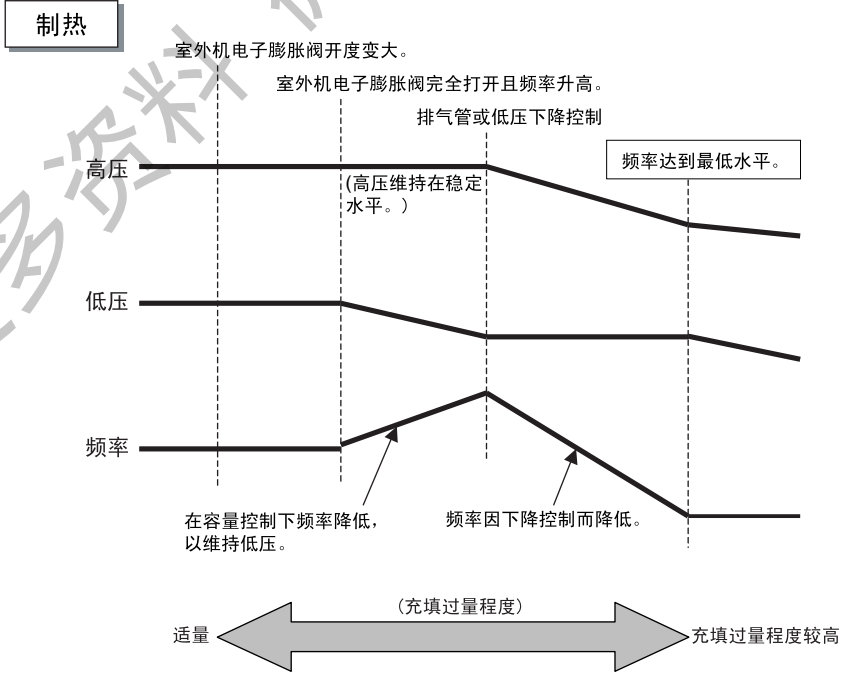 制热
室外机电子膨胀阀开度变大。
室外机电子膨胀阀完全打开且频率升高。
排气管或低压下降控制
频率达到最低水平。
高压
(高压维持在稳定
水平。)
低压
频率
在容量控制下频率降低，
以维持低压。
频率因下降控制而降低。
(充填过量程度)
适量
充填过量程度较高
多资料